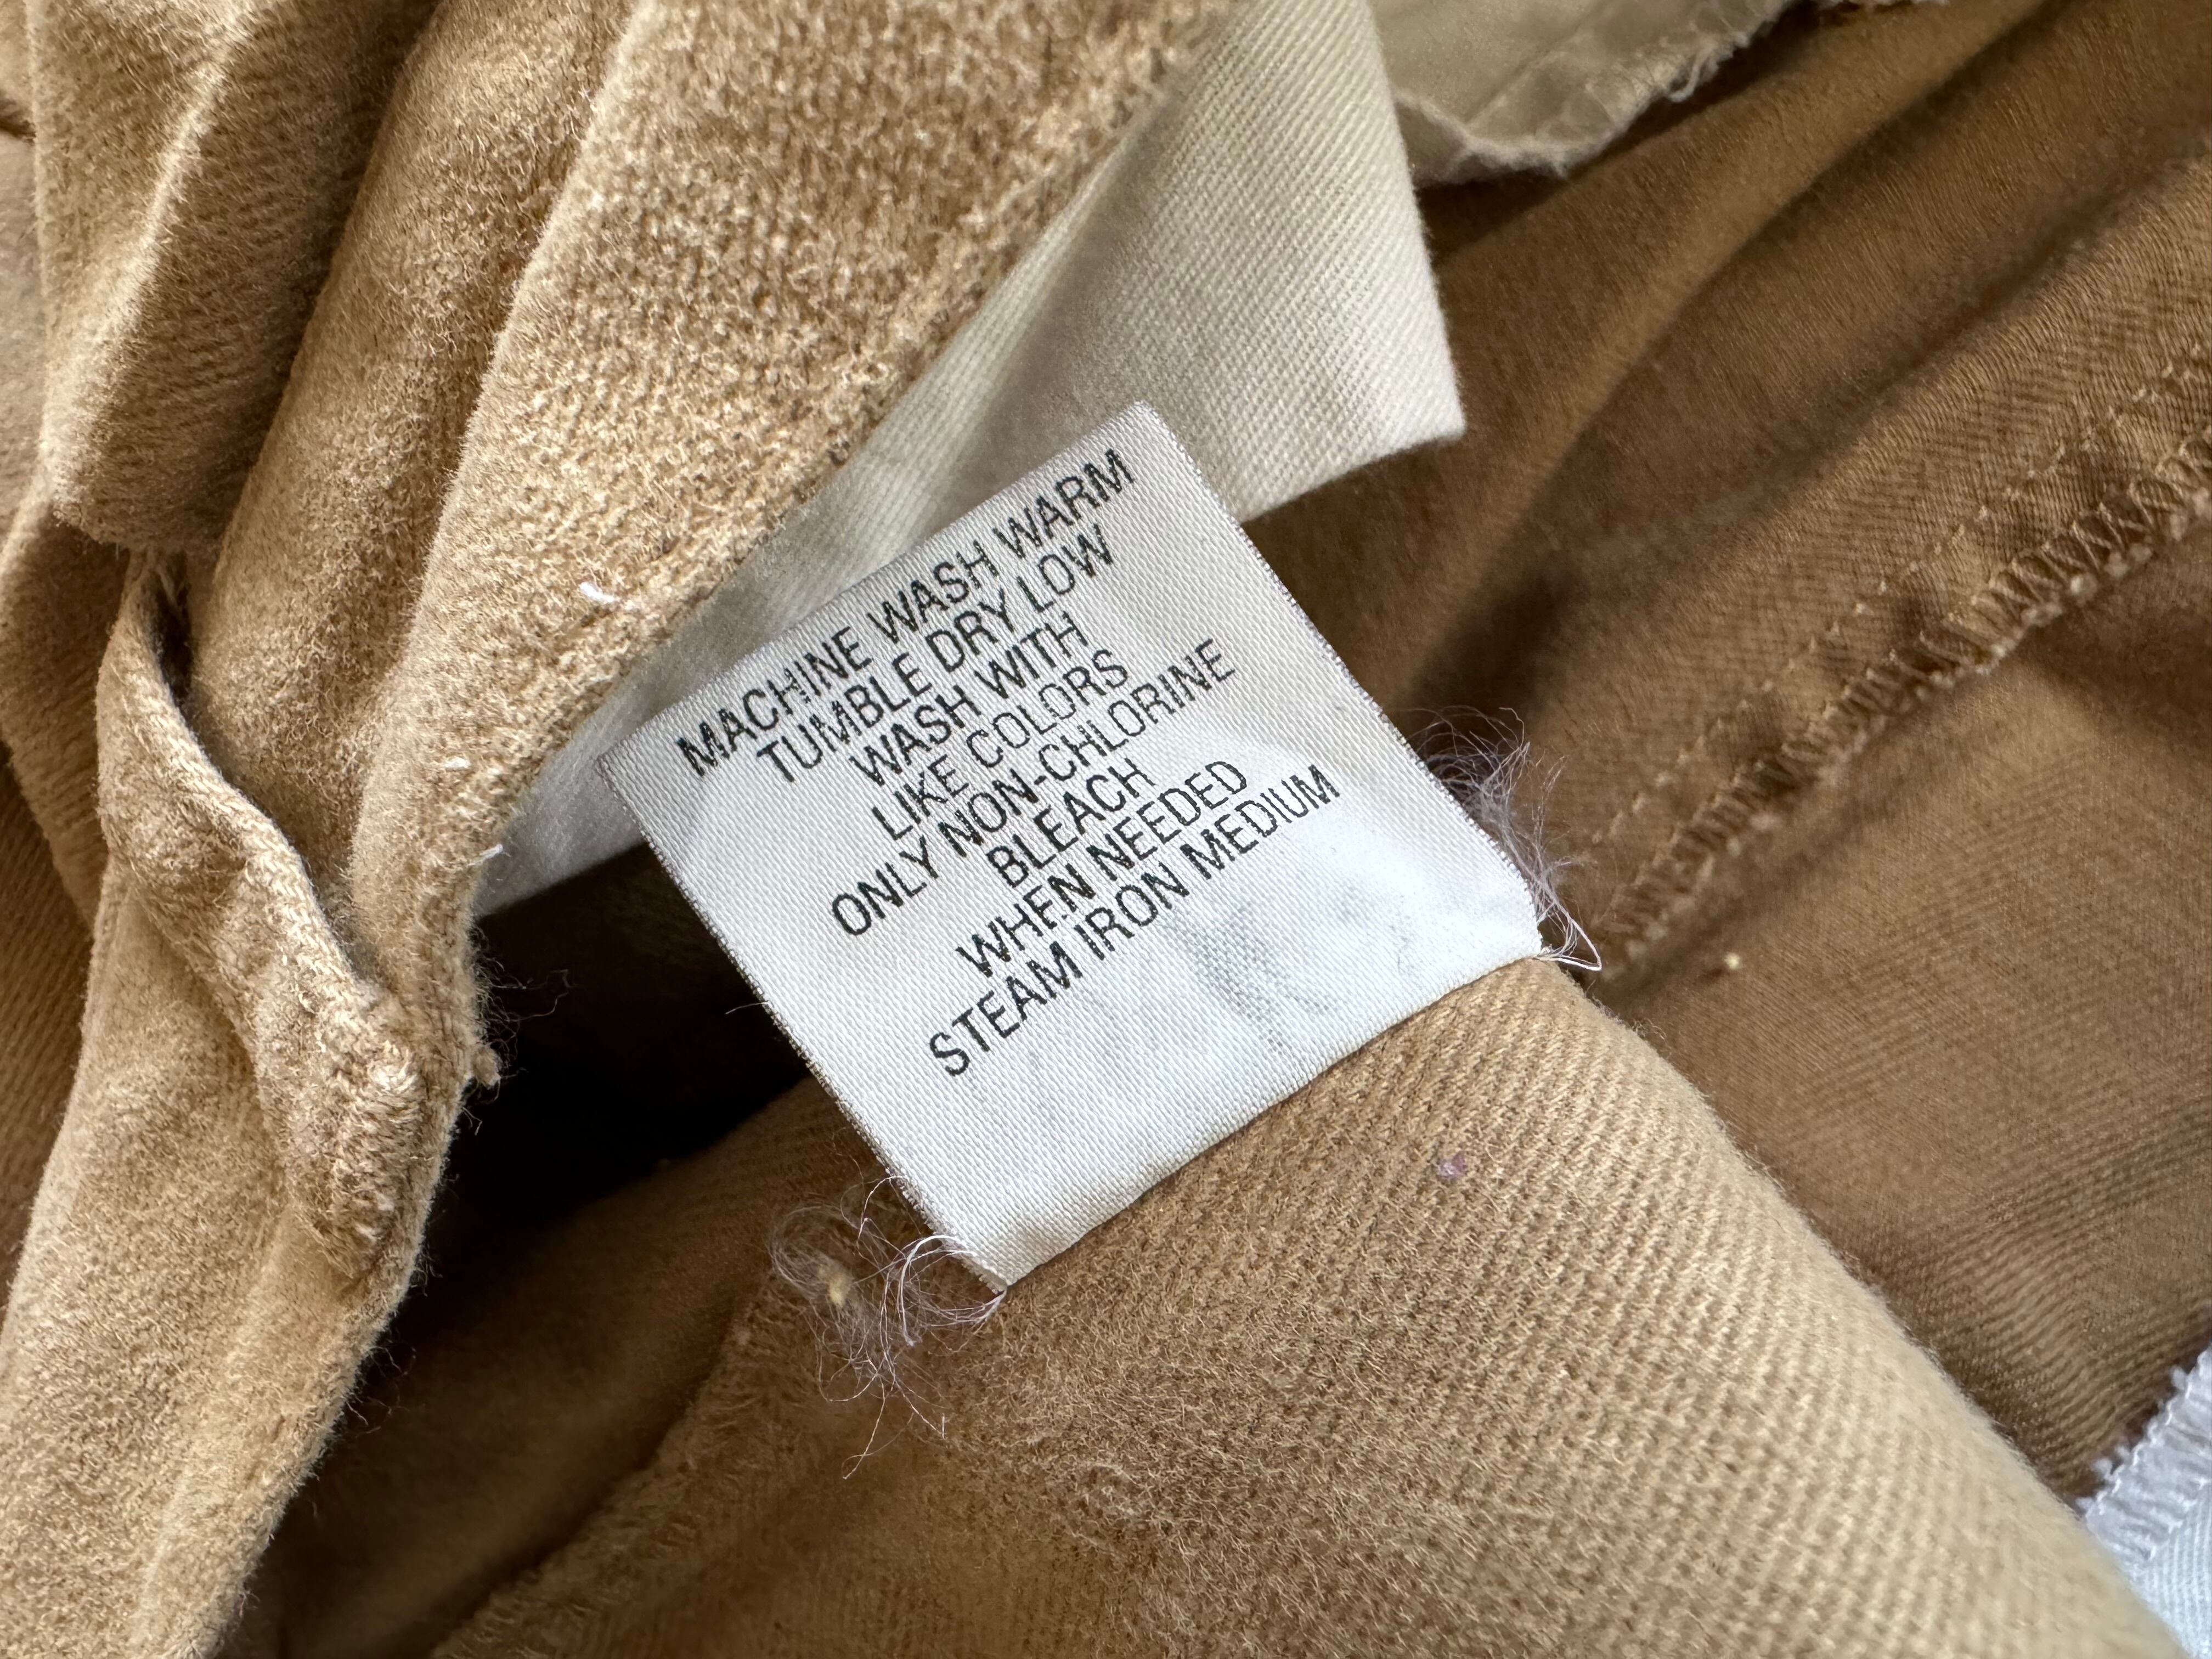 MACHINE WASH WARM
TUMBLE DRY LOW
WASH WITH
LIKE COLORS
ONLY NON-CHLORINE
BLEACH
WHEN NEEDED
STEAM IRON MEDIUM